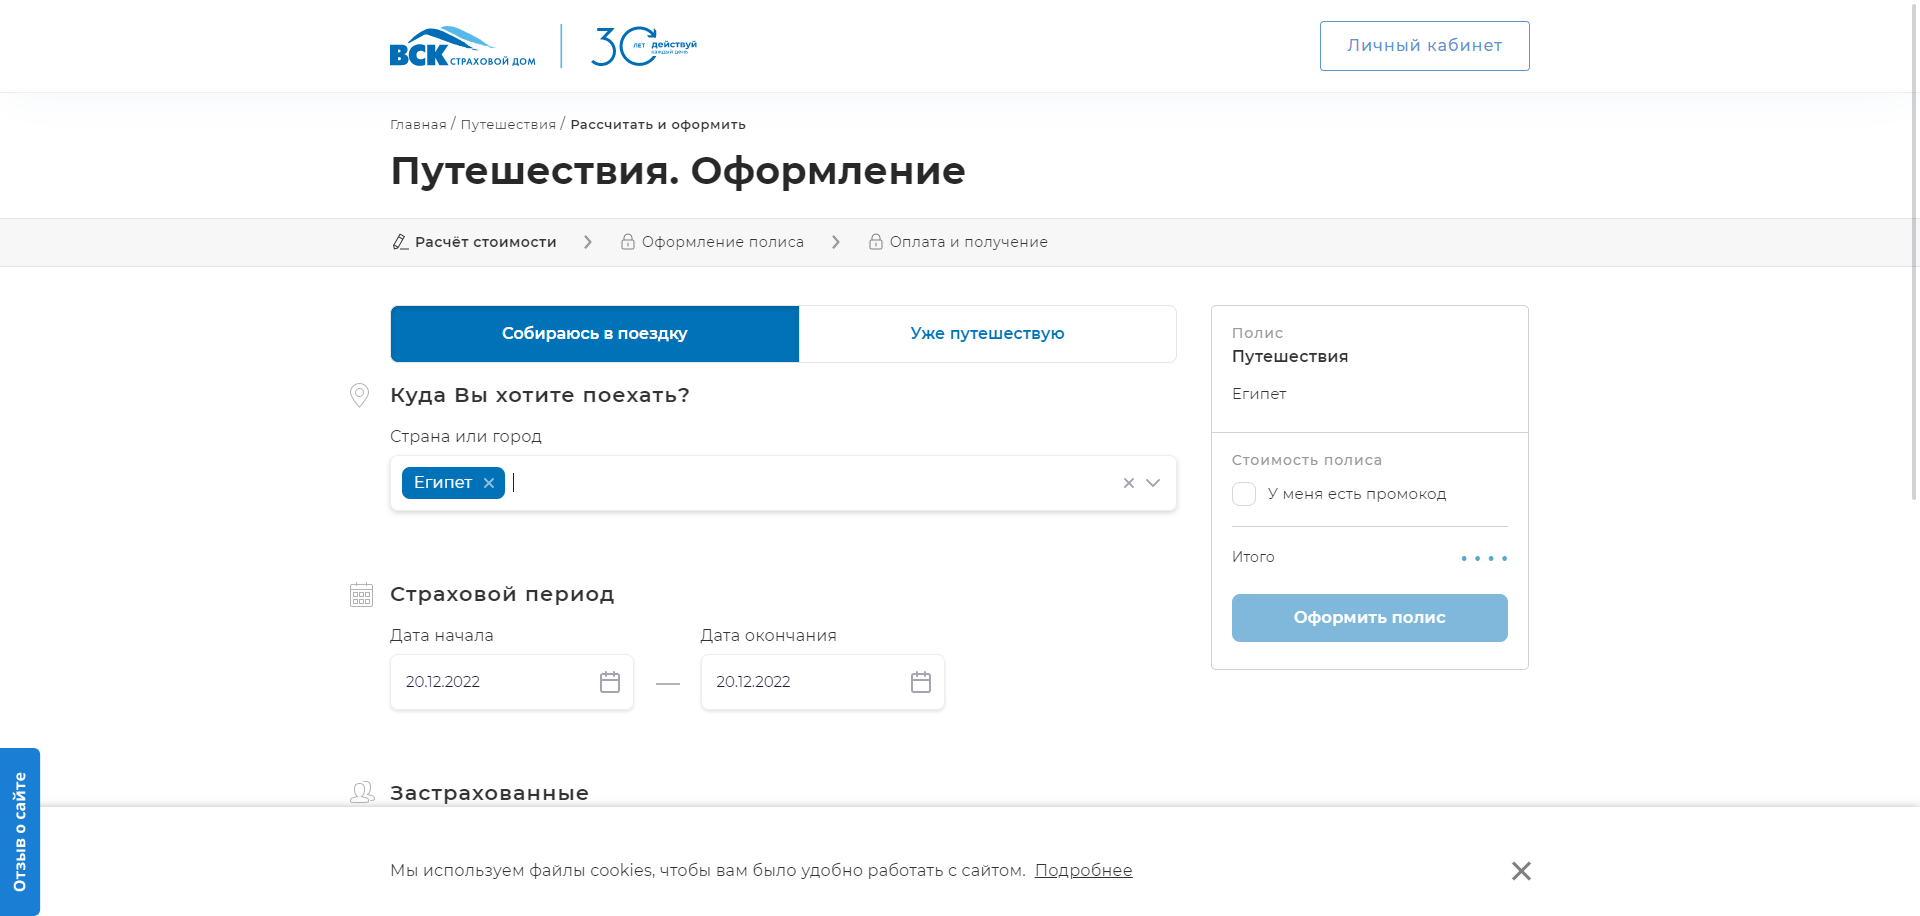 ВСК СТРАХОВОЙ ДОМ
30 ЛЕТ ДЕЙСТВУЙ КАЖДЫЙ ДЕНЬ
Личный кабинет
Главная / Путешествия / Рассчитать и оформить
Путешествия. Оформление
Расчёт стоимости
Оформление полиса
Оплата и получение
Собираюсь в поездку
Уже путешествую
Куда Вы хотите поехать?
Страна или город
Египет
Страховой период
Дата начала
Дата окончания
20.12.2022
20.12.2022
Застрахованные
Полис
Путешествия
Египет
Стоимость полиса
У меня есть промокод
Итого
Оформить полис
Отзыв о сайте
Мы используем файлы cookies, чтобы вам было удобно работать с сайтом. Подробнее